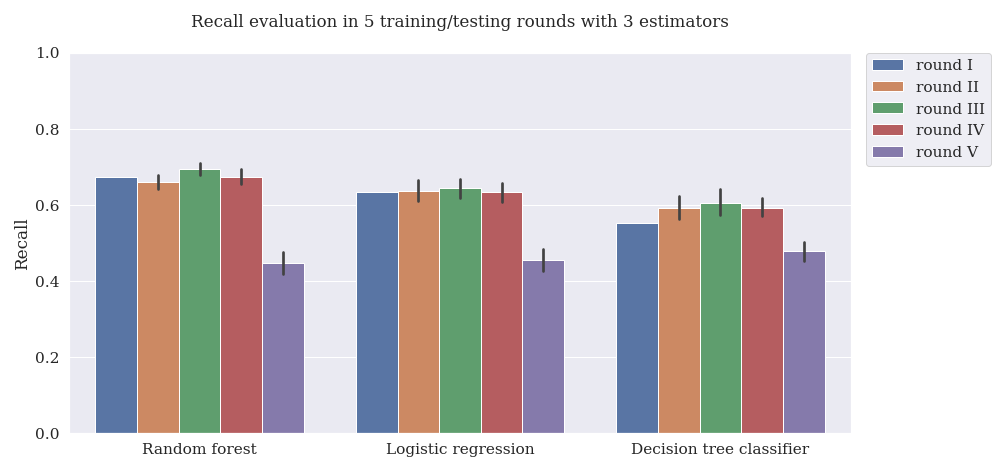 Recall evaluation in 5 training/testing rounds with 3 estimators
1.0
0.8
0.6
0.4
0.2
0.0
Recall
Random forest
Logistic regression
Decision tree classifier
round I
round II
round III
round IV
round V